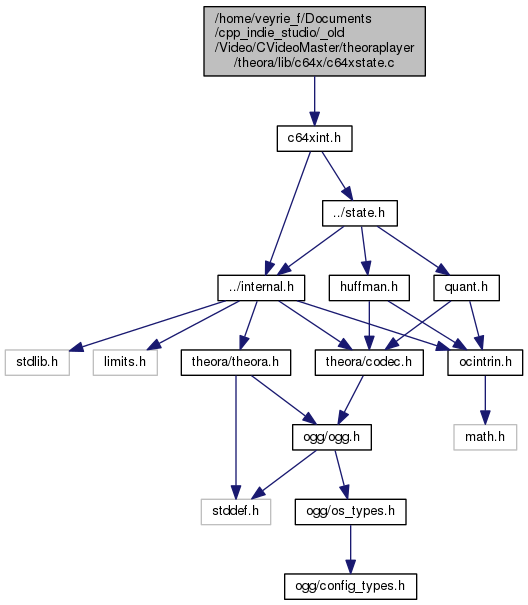 /home/veyrie_f/Documents
/cpp_indie_studio/_old
/Video/CVideoMaster/theoraplayer
/theora/lib/c64x/c64xstate.c
c64xint.h
../state.h
../internal.h
huffman.h
quant.h
stdlib.h
limits.h
theora/theora.h
theora/codec.h
ocintrin.h
ogg/ogg.h
math.h
stddef.h
ogg/os_types.h
ogg/config_types.h